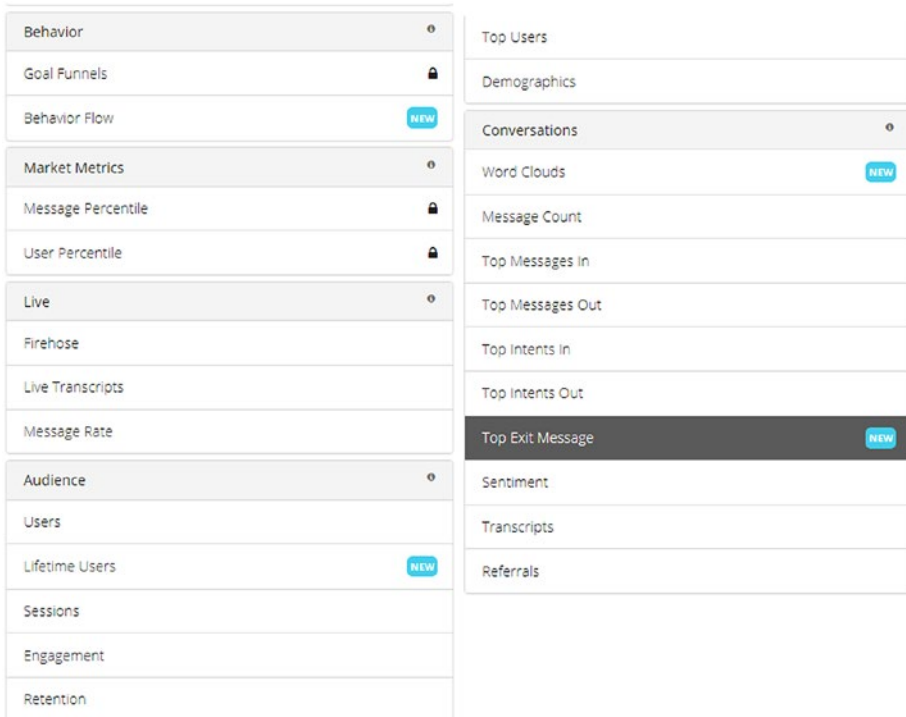 Behavior
Goal Funnels
Behavior Flow NEW
Market Metrics
Message Percentile
User Percentile
Live
Firehose
Live Transcripts
Message Rate
Audience
Users
Lifetime Users NEW
Sessions
Engagement
Retention
Top Users
Demographics
Conversations
Word Clouds NEW
Message Count
Top Messages In
Top Messages Out
Top Intents In
Top Intents Out
Top Exit Message NEW
Sentiment
Transcripts
Referrals